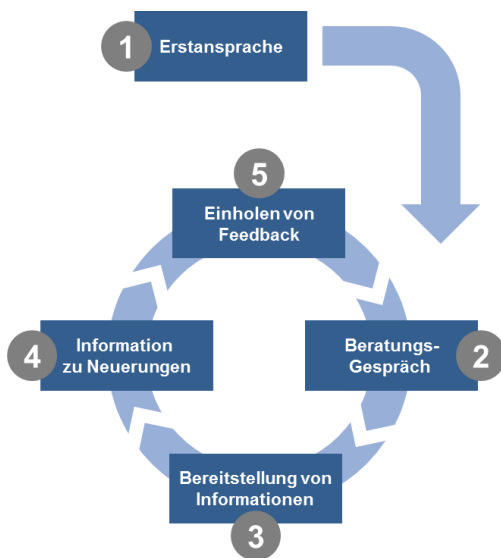 1
Erstansprache
5
Einholen von
Feedback
4
Information
zu Neuerungen
Beratungs-
Gespräch
2
Bereitstellung von
Informationen
3